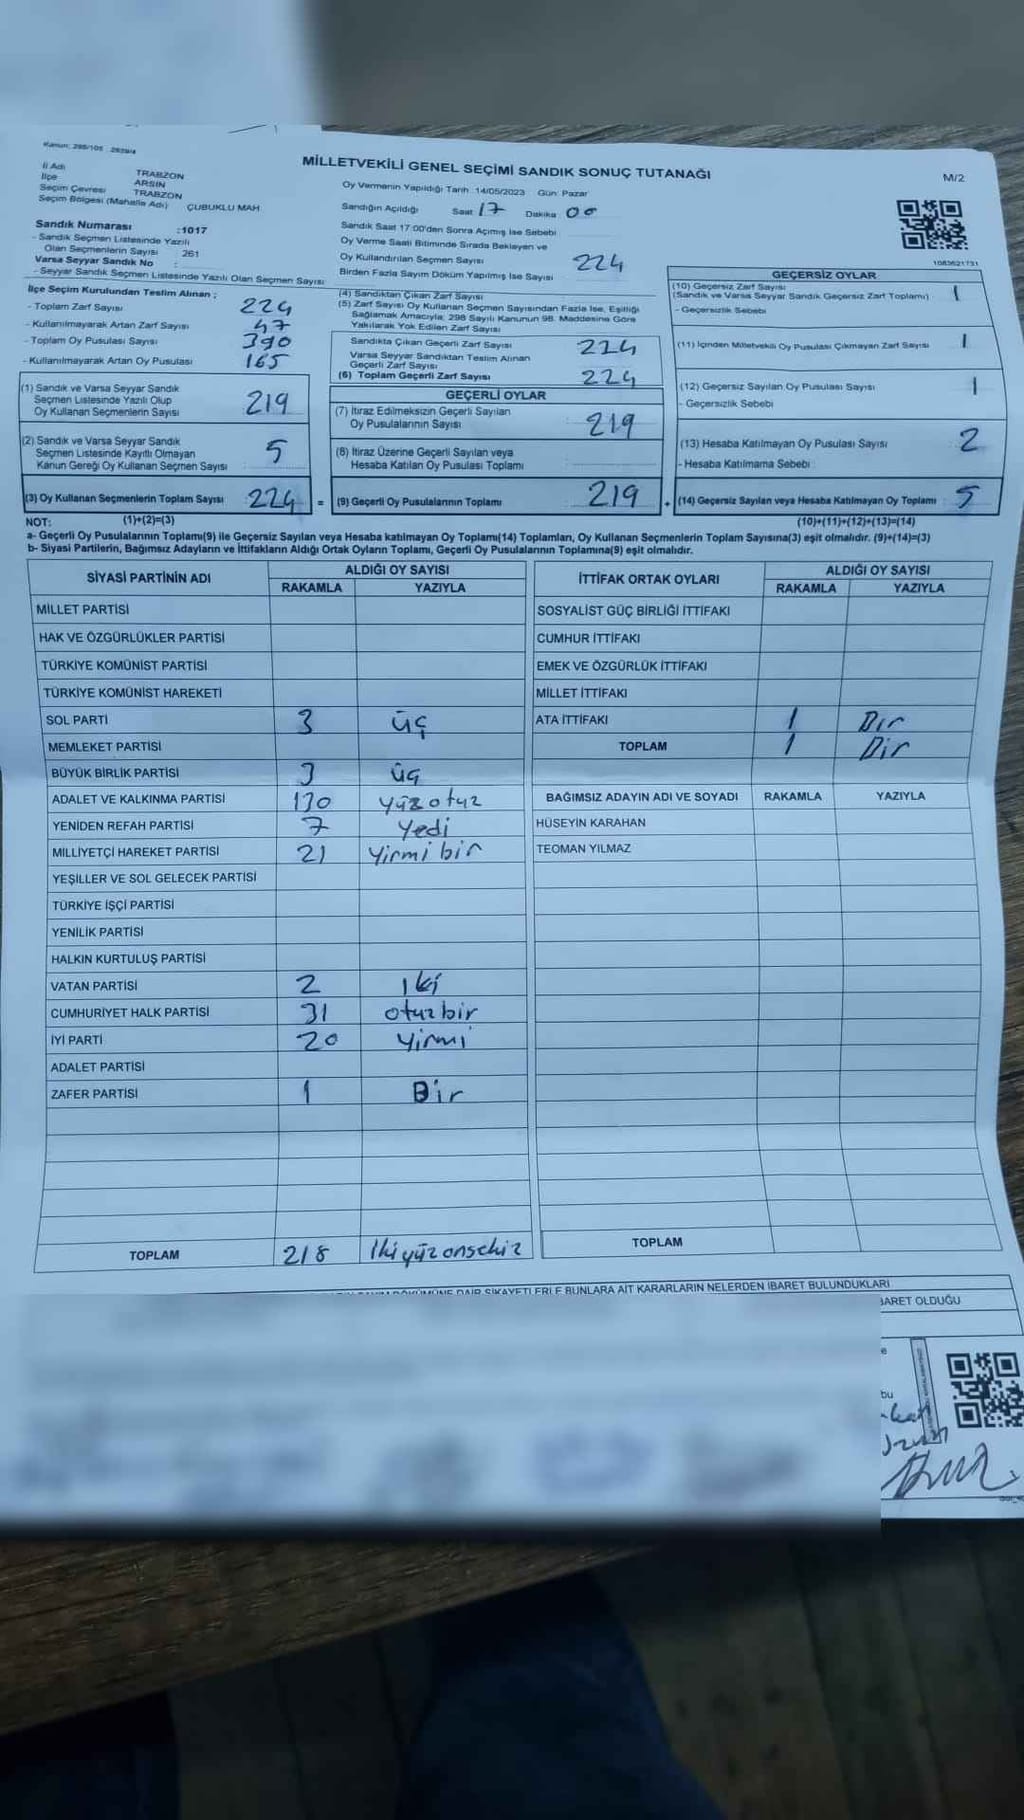 Kanun: 298/105
MİLLETVEKİLİ GENEL SEÇİMİ SANDIK SONUÇ TUTANAĞI
M/2
İl Adı TRABZON
İlçe ARSİN
Seçim Çevresi TRABZON
Seçim Bölgesi (Mahalle Adı) ÇUBUKLU MAH
Sandık Numarası :1017
- Sandık Seçmen Listesinde Yazılı
Olan Seçmenlerin Sayısı : 261
Varsa Seyyar Sandık No :
- Seyyar Sandık Seçmen Listesinde Yazılı Olan Seçmen Sayısı
Oy Vermenin Yapıldığı Tarih :14/05/2023 Gün: Pazar
Sandığın Açıldığı Saat 17 Dakika 00
Sandık Saat 17:00'den Sonra Açımış İse Sebebi
Oy Verme Saati Bitiminde Sırada Bekleyen ve
Oy Kullandırılan Seçmen Sayısı
Birden Fazla Sayım Döküm Yapılmış İse Sayısı
224
1083621731
İlçe Seçim Kurulundan Teslim Alınan ;
- Toplam Zarf Sayısı 224
- Kullanılmayarak Artan Zarf Sayısı 47
- Toplam Oy Pusulası Sayısı 390
- Kullanılmayarak Artan Oy Pusulası 165
(1) Sandık ve Varsa Seyyar Sandık
Seçmen Listesinde Yazılı Olup
Oy Kullanan Seçmenlerin Sayısı 219
(2) Sandık ve Varsa Seyyar Sandık
Seçmen Listesinde Kayıtlı Olmayan
Kanun Gereği Oy Kullanan Seçmen Sayısı 5
(3) Oy Kullanan Seçmenlerin Toplam Sayısı 224 =
(1)+(2)=(3)
(4) Sandıktan Çıkan Zarf Sayısı
(5) Zarf Sayısı Oy Kullanan Seçmen Sayısından Fazla İse, Eşitliği
Sağlamak Amacıyla; 298 Sayılı Kanunun 98. Maddesine Göre
Yakılarak Yok Edilen Zarf Sayısı
Sandıkta Çıkan Geçerli Zarf Sayısı 224
Varsa Seyyar Sandıktan Teslim Alınan
Geçerli Zarf Sayısı
(6) Toplam Geçerli Zarf Sayısı 224
GEÇERLİ OYLAR
(7) İtiraz Edilmeksizin Geçerli Sayılan
Oy Pusulalarının Sayısı 219
(8) İtiraz Üzerine Geçerli Sayılan veya
Hesaba Katılan Oy Pusulası Toplamı
(9) Geçerli Oy Pusulalarının Toplamı 219 +
GEÇERSİZ OYLAR
(10) Geçersiz Zarf Sayısı 1
(Sandık ve Varsa Seyyar Sandık Geçersiz Zarf Toplamı)
- Geçersizlik Sebebi
(11) İçinden Milletvekili Oy Pusulası Çıkmayan Zarf Sayısı 1
(12) Geçersiz Sayılan Oy Pusulası Sayısı 1
- Geçersizlik Sebebi
(13) Hesaba Katılmayan Oy Pusulası Sayısı 2
- Hesaba Katılmama Sebebi
(14) Geçersiz Sayılan veya Hesaba Katılmayan Oy Toplamı 5
(10)+(11)+(12)+(13)=(14)
NOT:
a- Geçerli Oy Pusulalarının Toplamı(9) ile Geçersiz Sayılan veya Hesaba katılmayan Oy Toplamı(14) Toplamları, Oy Kullanan Seçmenlerin Toplam Sayısına(3) eşit olmalıdır. (9)+(14)=(3)
b- Siyasi Partilerin, Bağımsız Adayların ve İttifakların Aldığı Ortak Oyların Toplamı, Geçerli Oy Pusulalarının Toplamına(9) eşit olmalıdır.
SİYASİ PARTİNİN ADI ALDIĞI OY SAYISI
RAKAMLA YAZIYLA
MİLLET PARTİSİ
HAK VE ÖZGÜRLÜKLER PARTİSİ
TÜRKİYE KOMÜNİST PARTİSİ
TÜRKİYE KOMÜNİST HAREKETİ
SOL PARTİ 3 üç
MEMLEKET PARTİSİ
BÜYÜK BİRLİK PARTİSİ 3 üç
ADALET VE KALKINMA PARTİSİ 130 yüzotuz
YENİDEN REFAH PARTİSİ 7 Yedi
MİLLİYETÇİ HAREKET PARTİSİ 21 Yirmi bir
YEŞİLLER VE SOL GELECEK PARTİSİ
TÜRKİYE İŞÇİ PARTİSİ
YENİLİK PARTİSİ
HALKIN KURTULUŞ PARTİSİ
VATAN PARTİSİ 2 İki
CUMHURİYET HALK PARTİSİ 31 otuzbir
İYİ PARTİ 20 Yirmi
ADALET PARTİSİ
ZAFER PARTİSİ 1 Bir
TOPLAM 218 İkiyüzonsekiz
İTTİFAK ORTAK OYLARI ALDIĞI OY SAYISI
RAKAMLA YAZIYLA
SOSYALİST GÜÇ BİRLİĞİ İTTİFAKI
CUMHUR İTTİFAKI
EMEK VE ÖZGÜRLÜK İTTİFAKI
MİLLET İTTİFAKI
ATA İTTİFAKI 1 Bir
TOPLAM 1 Bir
BAĞIMSIZ ADAYIN ADI VE SOYADI RAKAMLA YAZIYLA
HÜSEYİN KARAHAN
TEOMAN YILMAZ
TOPLAM
DAİR ŞİKAYETLERLE BUNLARA AİT KARARLARIN NELERDEN İBARET BULUNDUKLARI
BARET OLDUĞU
bu